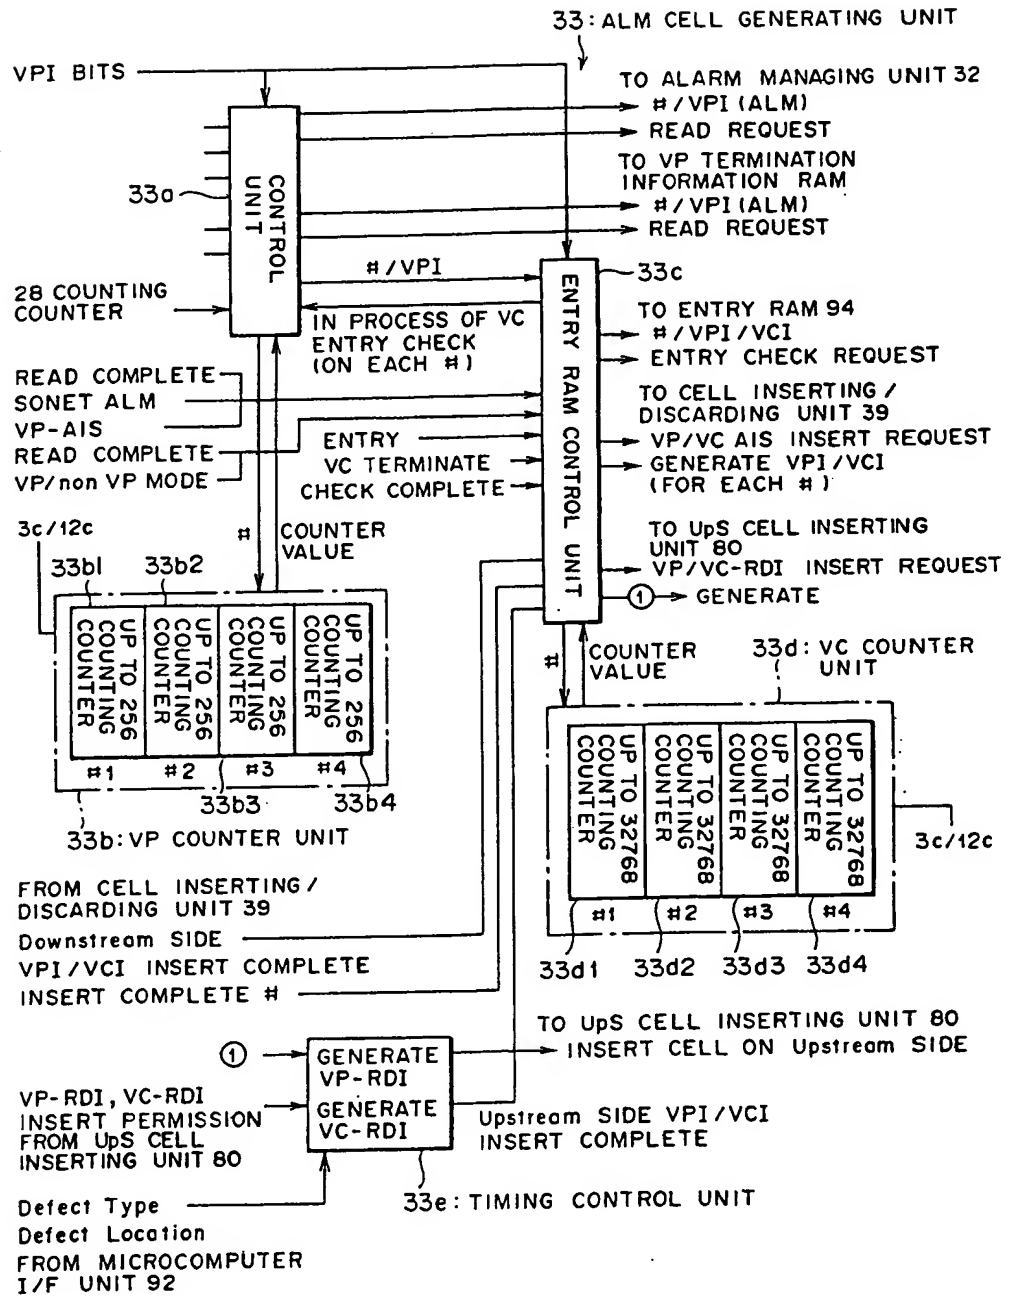 33: ALM CELL GENERATING UNIT
VPI BITS
TO ALARM MANAGING UNIT 32
#/VPI (ALM)
READ REQUEST
TO VP TERMINATION
INFORMATION RAM
#/VPI (ALM)
READ REQUEST
33a
CONTROL
UNIT
#/VPI
33c
28 COUNTING
COUNTER
IN PROCESS OF VC
ENTRY CHECK
(ON EACH #)
ENTRY RAM CONTROL UNIT
TO ENTRY RAM 94
#/VPI/VCI
ENTRY CHECK REQUEST
READ COMPLETE
SONET ALM
VP-AIS
READ COMPLETE
VP/non VP MODE
ENTRY
VC TERMINATE
CHECK COMPLETE
TO CELL INSERTING/
DISCARDING UNIT 39
VP/VC AIS INSERT REQUEST
GENERATE VPI/VCI
(FOR EACH #)
3c/12c
#
COUNTER
VALUE
TO UpS CELL INSERTING
UNIT 80
VP/VC-RDI INSERT REQUEST
1
GENERATE
33b1
33b2
UP TO 256
COUNTING
COUNTER
UP TO 256
COUNTING
COUNTER
UP TO 256
COUNTING
COUNTER
UP TO 256
COUNTING
COUNTER
#1
#2
#3
#4
33b3
33b4
33b: VP COUNTER UNIT
#
COUNTER
VALUE
33d: VC COUNTER
UNIT
UP TO 32768
COUNTING
COUNTER
UP TO 32768
COUNTING
COUNTER
UP TO 32768
COUNTING
COUNTER
UP TO 32768
COUNTING
COUNTER
#1
#2
#3
#4
3c/12c
33d1
33d2
33d3
33d4
FROM CELL INSERTING/
DISCARDING UNIT 39
Downstream SIDE
VPI/VCI INSERT COMPLETE
INSERT COMPLETE #
TO UpS CELL INSERTING UNIT 80
INSERT CELL ON Upstream SIDE
1
GENERATE
VP-RDI
GENERATE
VC-RDI
VP-RDI, VC-RDI
INSERT PERMISSION
FROM UpS CELL
INSERTING UNIT 80
Upstream SIDE VPI/VCI
INSERT COMPLETE
33e: TIMING CONTROL UNIT
Defect Type
Defect Location
FROM MICROCOMPUTER
I/F UNIT 92